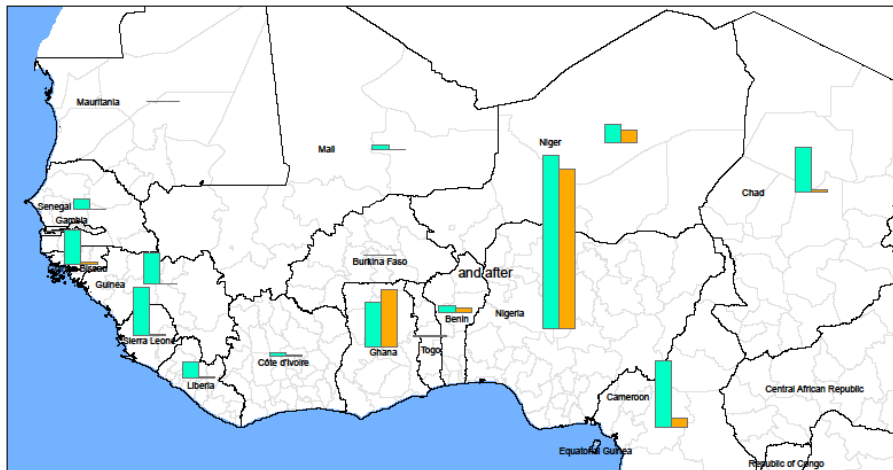 Mauritania
Mali
Niger
Chad
Senegal
Gambia
Burkina Faso
and after
Guinea
Nigeria
Benin
Sierra Leone
Ghana
Togo
Côte d'Ivoire
Liberia
Cameroon
Central African Republic
Equatorial Guinea
Republic of Congo